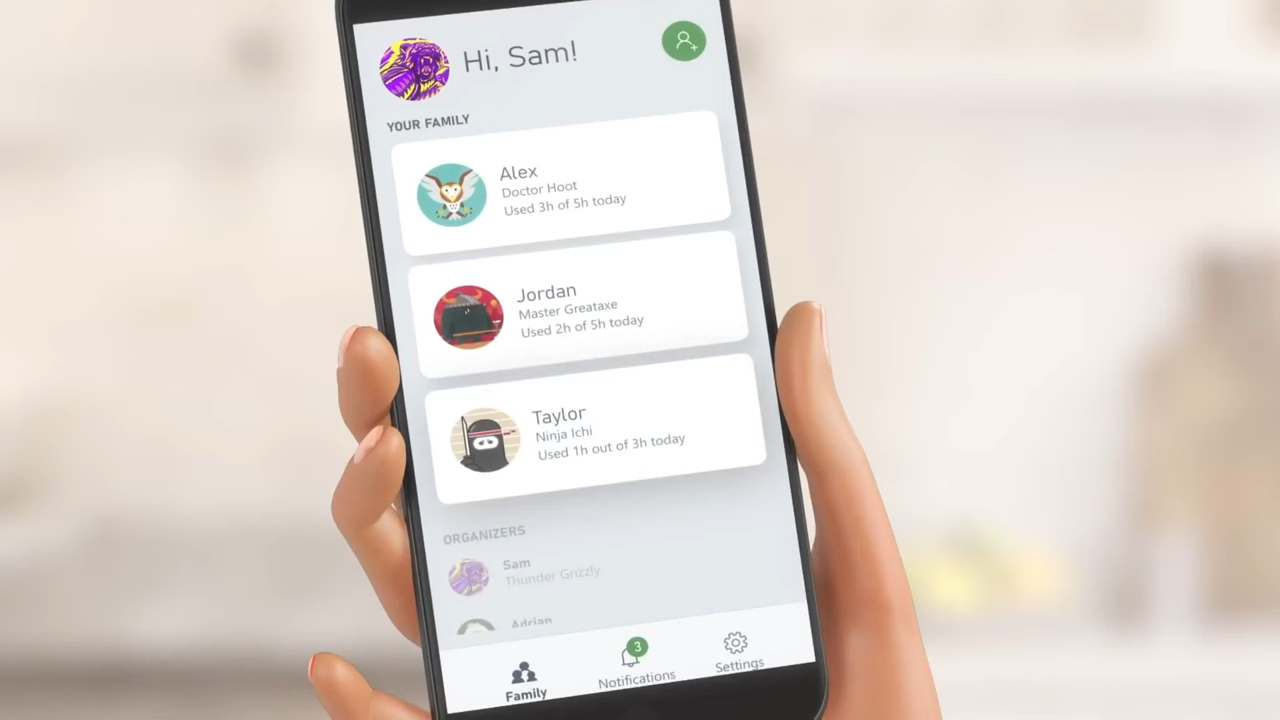 Hi, Sam!
YOUR FAMILY
Alex
Doctor Hoot
Used 3h of 5h today
Jordan
Master Greataxe
Used 2h of 5h today
Taylor
Ninja Ichi
Used 1h out of 3h today
ORGANIZERS
Sam
Thunder Grizzly
Adrian
3
Family
Notifications
Settings